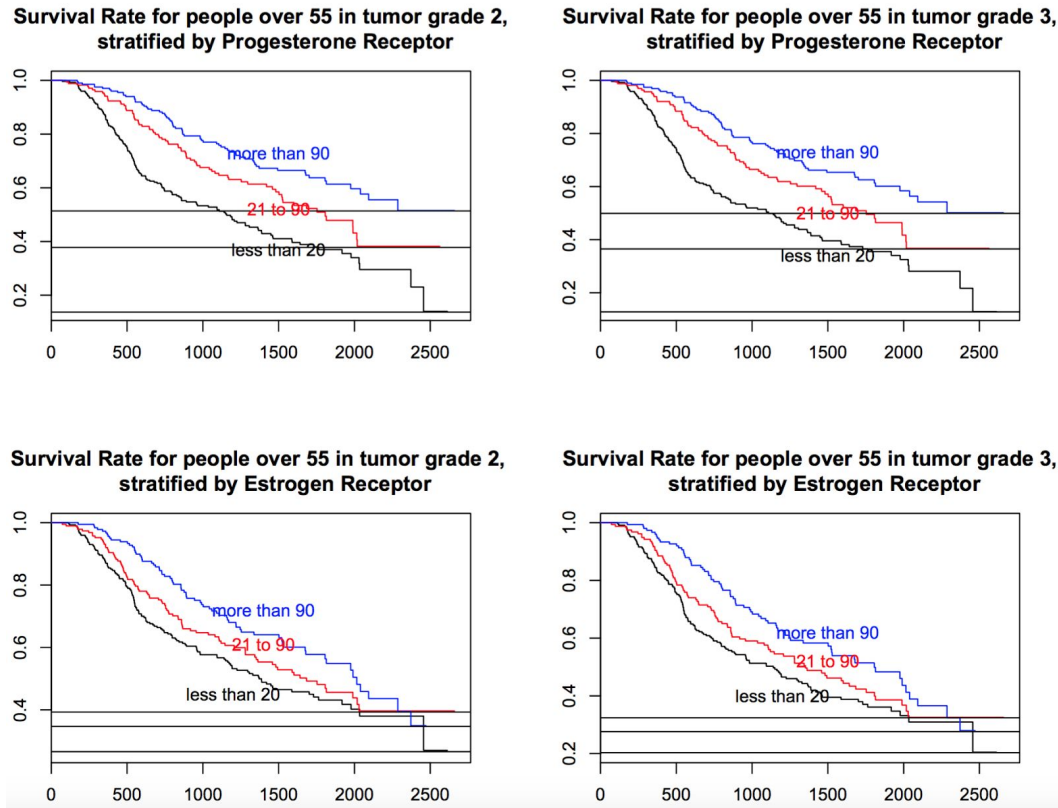 Survival Rate for people over 55 in tumor grade 2,
stratified by Progesterone Receptor
1.0
0.8
0.6
0.4
0.2
more than 90
21 to 90
less than 20
0 500 1000 1500 2000 2500
Survival Rate for people over 55 in tumor grade 3,
stratified by Progesterone Receptor
1.0
0.8
0.6
0.4
0.2
more than 90
21 to 90
less than 20
0 500 1000 1500 2000 2500
Survival Rate for people over 55 in tumor grade 2,
stratified by Estrogen Receptor
1.0
0.8
0.6
0.4
more than 90
21 to 90
less than 20
0 500 1000 1500 2000 2500
Survival Rate for people over 55 in tumor grade 3,
stratified by Estrogen Receptor
1.0
0.8
0.6
0.4
0.2
more than 90
21 to 90
less than 20
0 500 1000 1500 2000 2500